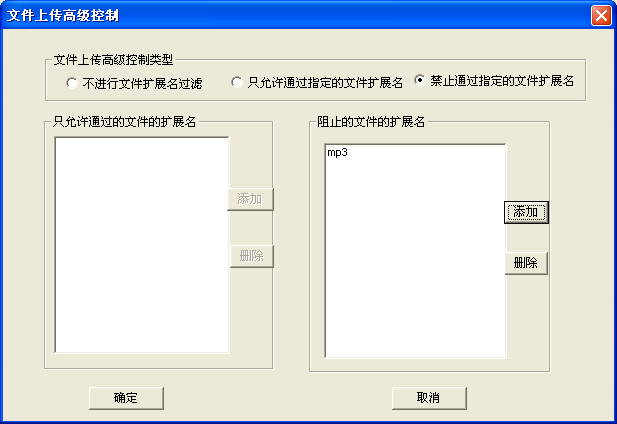 文件上传高级控制
文件上传高级控制类型
不进行文件扩展名过滤
只允许通过指定的文件扩展名
禁止通过指定的文件扩展名
只允许通过的文件的扩展名
阻止的文件的扩展名
mp3
添加
添加
删除
删除
确定
取消